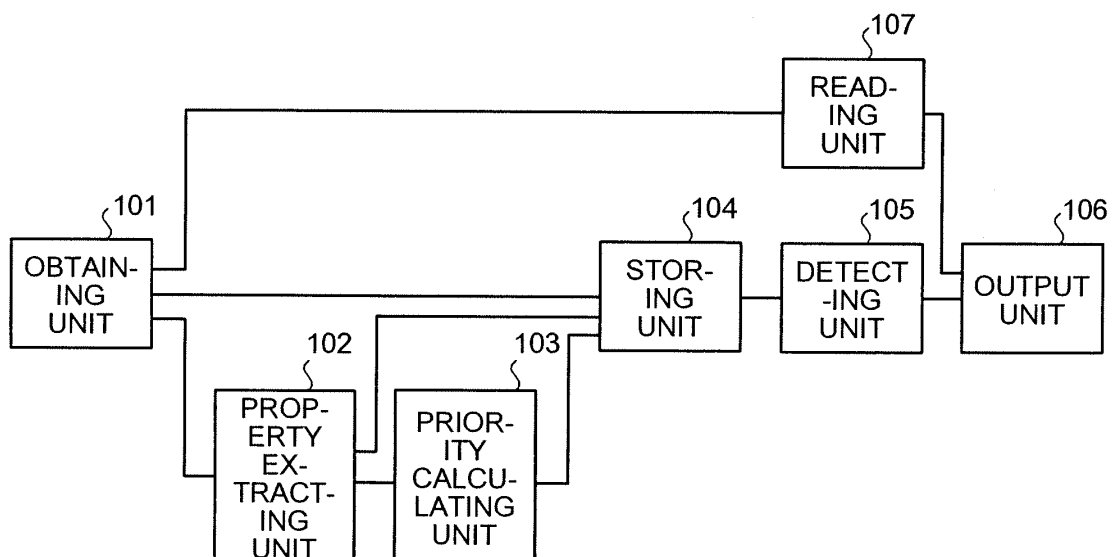 107
READ-
ING
UNIT
101
OBTAIN-
ING
UNIT
104
STOR-
ING
UNIT
105
DETECT
-ING
UNIT
106
OUTPUT
UNIT
102
PROP-
ERTY
EX-
TRACT-
ING
UNIT
103
PRIOR-
ITY
CALCU-
LATING
UNIT